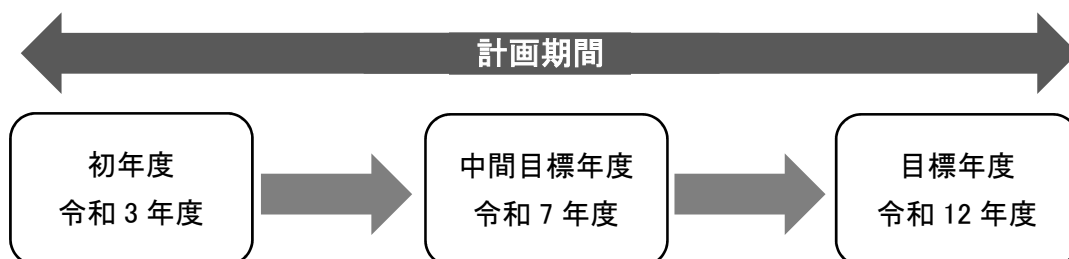 計画期間
初年度
令和 3 年度
中間目標年度
令和 7 年度
目標年度
令和 12 年度